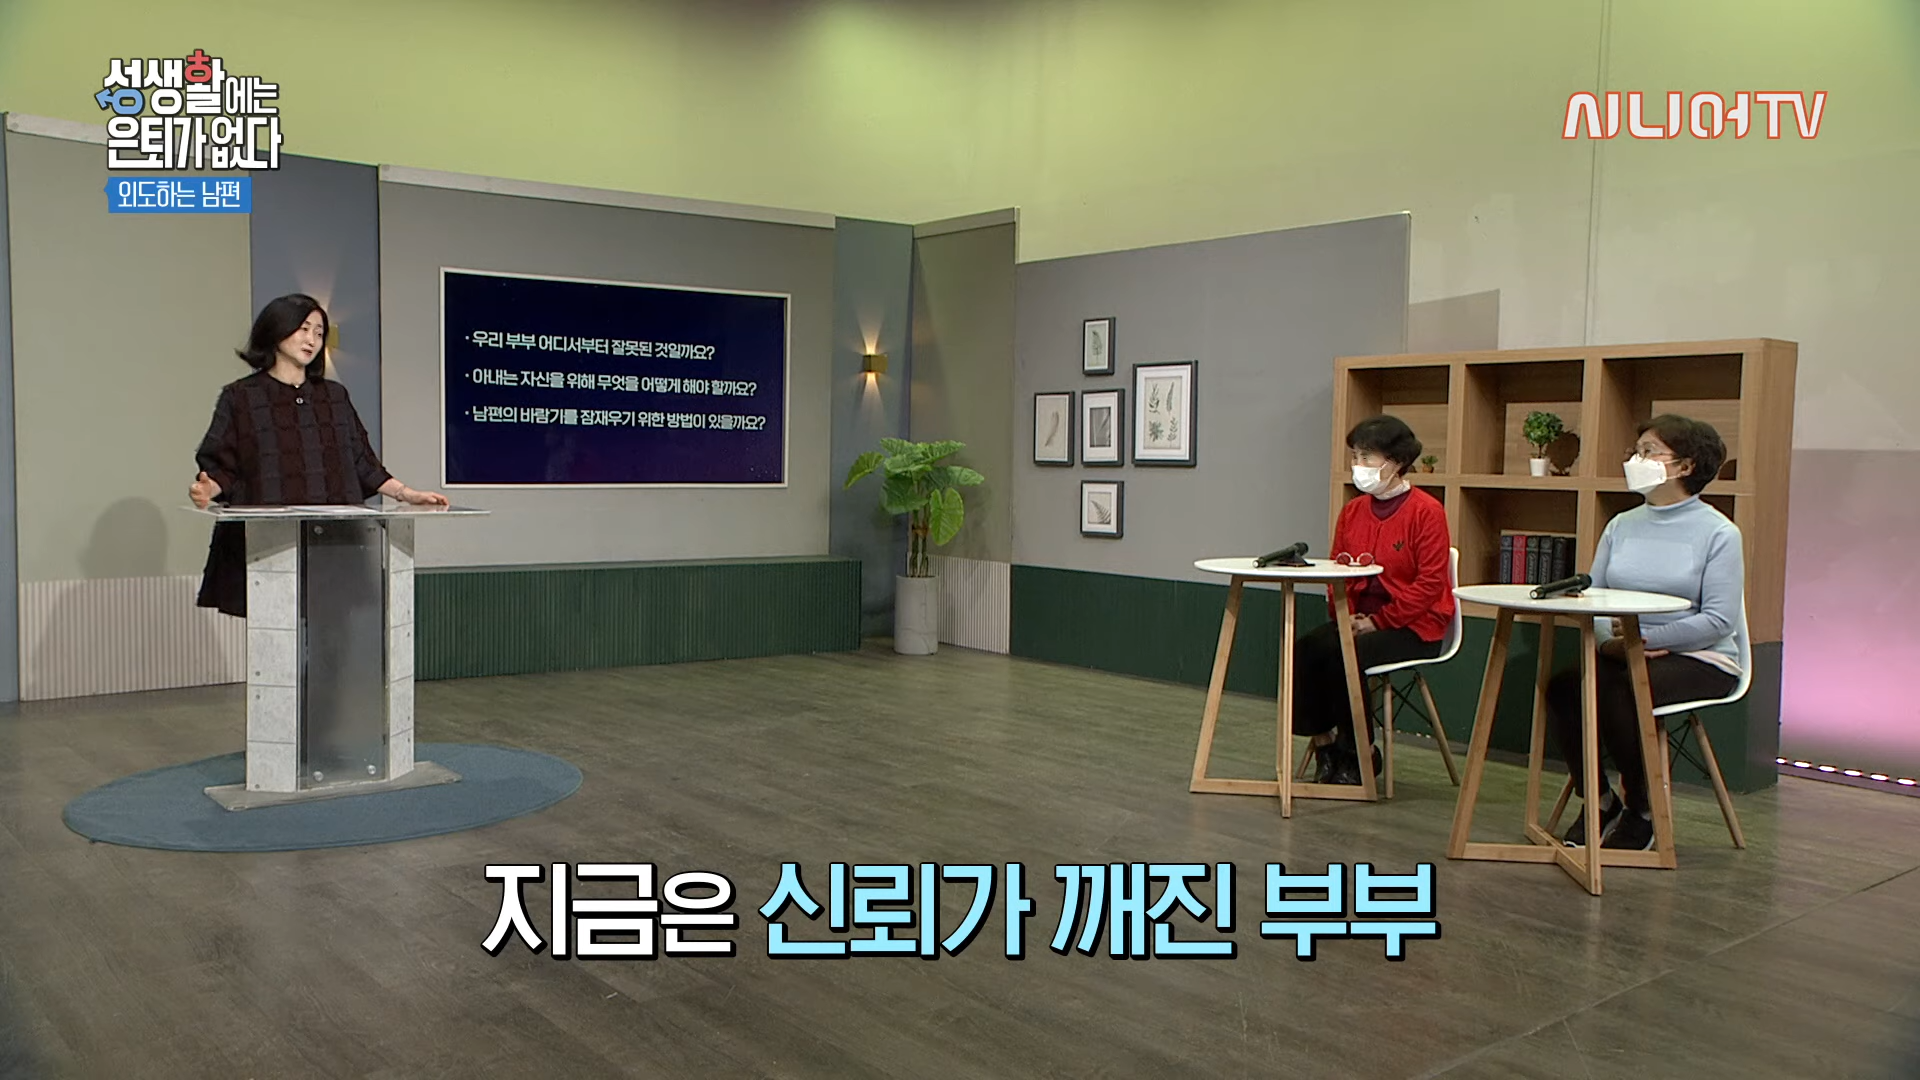 성생활에는
은퇴가 없다
외도하는 남편
시니어TV
· 우리 부부 어디서부터 잘못된 것일까요?
· 아내는 자신을 위해 무엇을 어떻게 해야 할까요?
· 남편의 바람기를 잠재우기 위한 방법이 있을까요?
지금은 신뢰가 깨진 부부